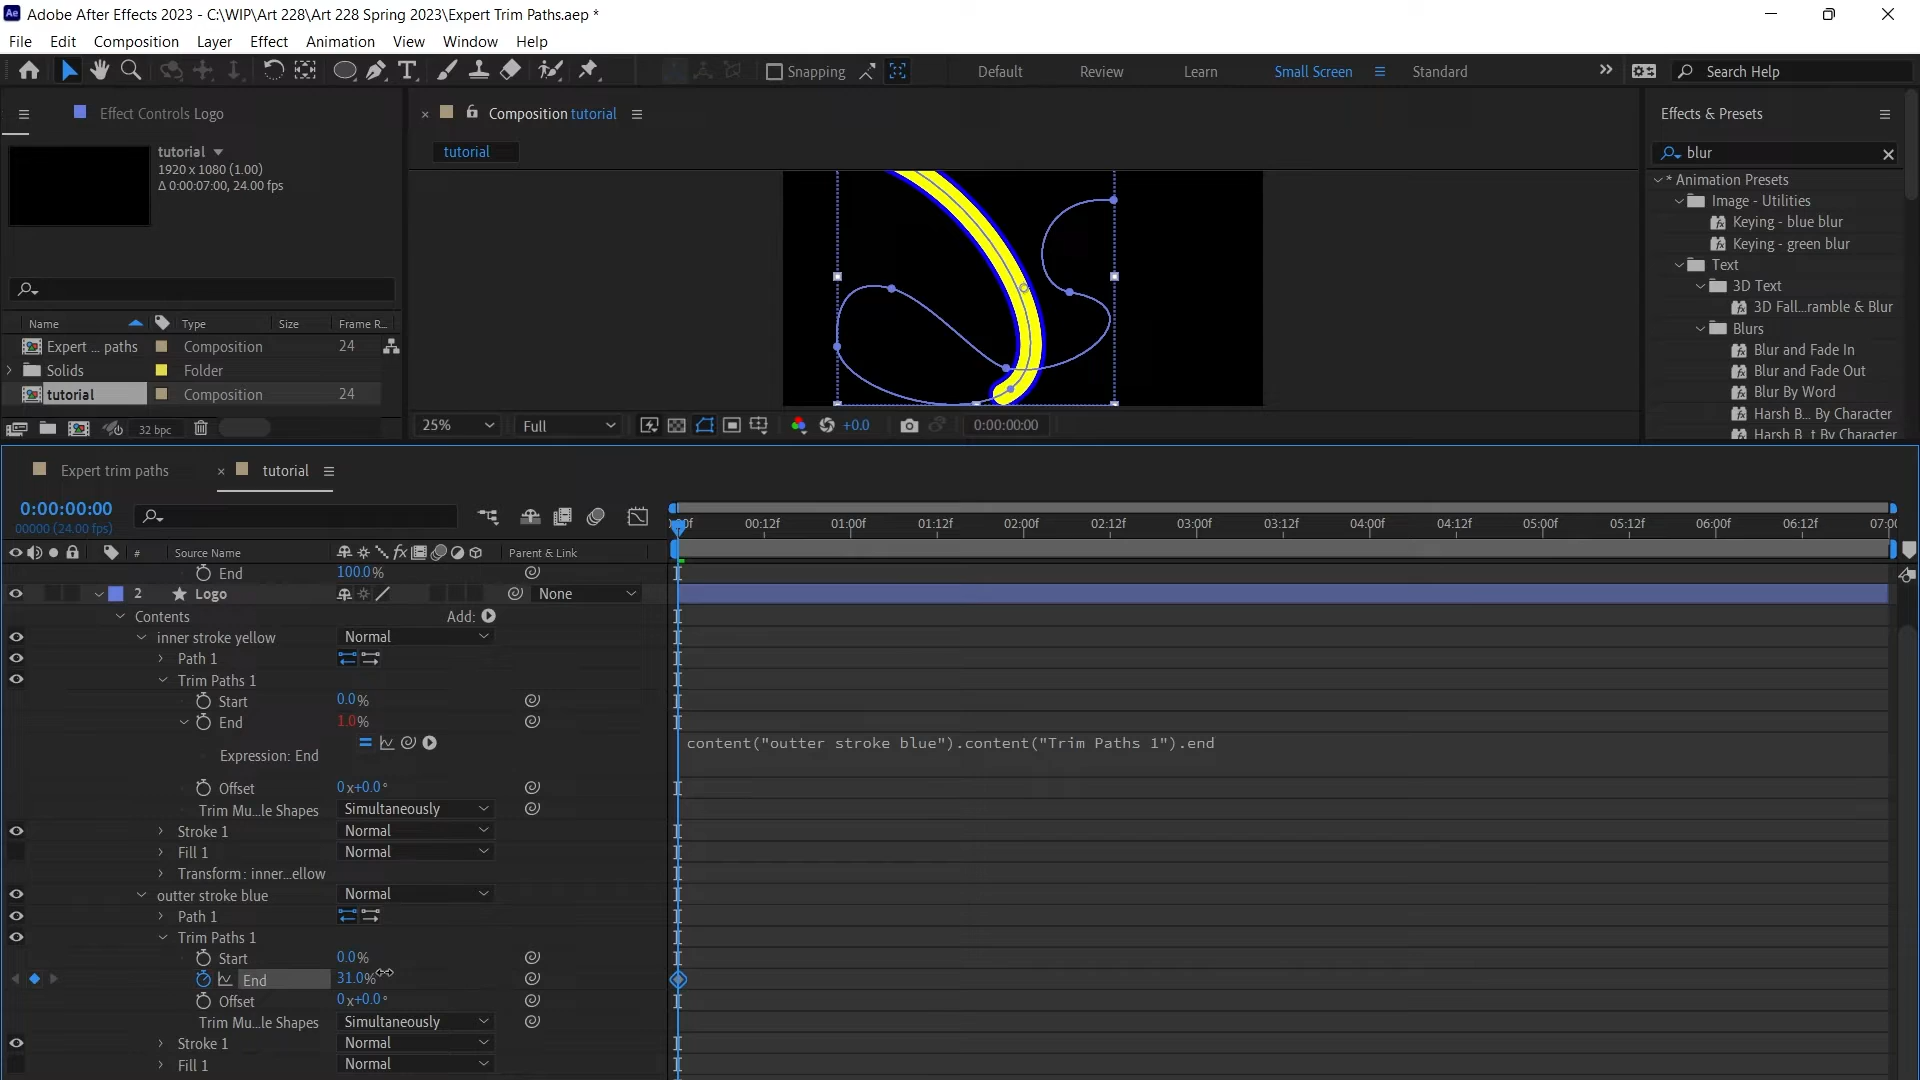 Adobe After Effects 2023 - C:\WIP\Art 228\Art 228 Spring 2023\Expert Trim Paths.aep *
File Edit Composition Layer Effect Animation View Window Help
Snapping Default Review Learn Small Screen Standard Search Help
Effect Controls Logo
Composition tutorial
Effects & Presets
tutorial
1920 x 1080 (1.00)
Δ 0:00:07:00, 24.00 fps
tutorial
blur
* Animation Presets
Image - Utilities
Keying - blue blur
Keying - green blur
Text
3D Text
3D Fall...ramble & Blur
Blurs
Blur and Fade In
Blur and Fade Out
Blur By Word
Harsh B... By Character
Harsh B...t By Character
Name Type Size Frame R...
Expert ... paths Composition 24
Solids Folder
tutorial Composition 24
32 bpc
25% Full +0.0 0:00:00:00
Expert trim paths tutorial
0:00:00:00
00000 (24.00 fps)
00:12f 01:00f 01:12f 02:00f 02:12f 03:00f 03:12f 04:00f 04:12f 05:00f 05:12f 06:00f 06:12f
# Source Name Parent & Link
End 100.0%
2 Logo None
Contents Add:
inner stroke yellow Normal
Path 1
Trim Paths 1
Start 0.0%
End 1.0%
content("outter stroke blue").content("Trim Paths 1").end
Expression: End
Offset 0x+0.0°
Trim Mu...le Shapes Simultaneously
Stroke 1 Normal
Fill 1 Normal
Transform: inner...ellow
outter stroke blue Normal
Path 1
Trim Paths 1
Start 0.0%
End 31.0%
Offset 0x+0.0°
Trim Mu...le Shapes Simultaneously
Stroke 1 Normal
Fill 1 Normal